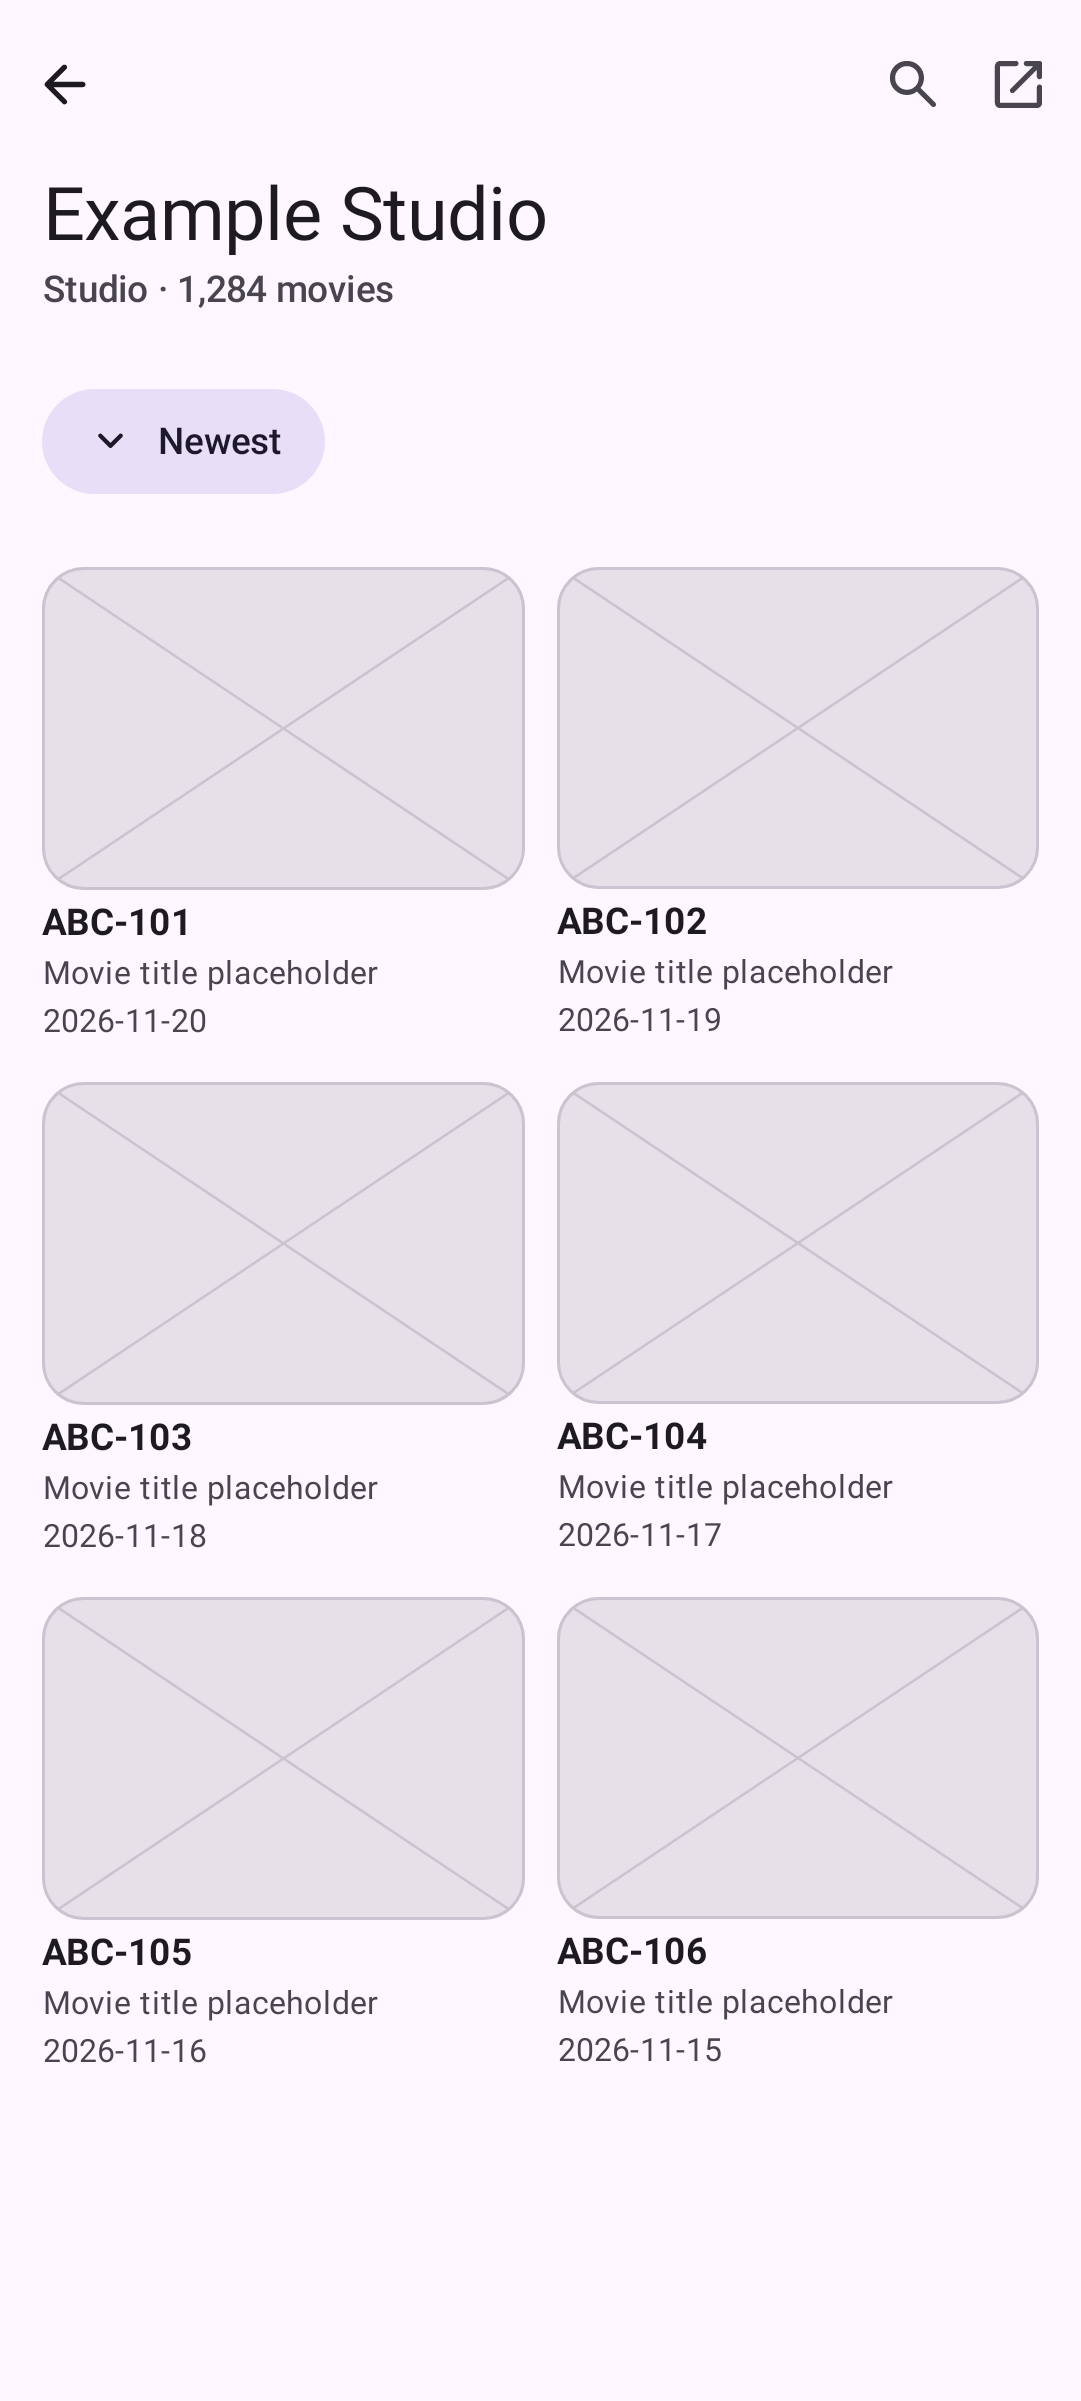 Example Studio
Studio · 1,284 movies
Newest
ABC-101
Movie title placeholder
2026-11-20
ABC-102
Movie title placeholder
2026-11-19
ABC-103
Movie title placeholder
2026-11-18
ABC-104
Movie title placeholder
2026-11-17
ABC-105
Movie title placeholder
2026-11-16
ABC-106
Movie title placeholder
2026-11-15